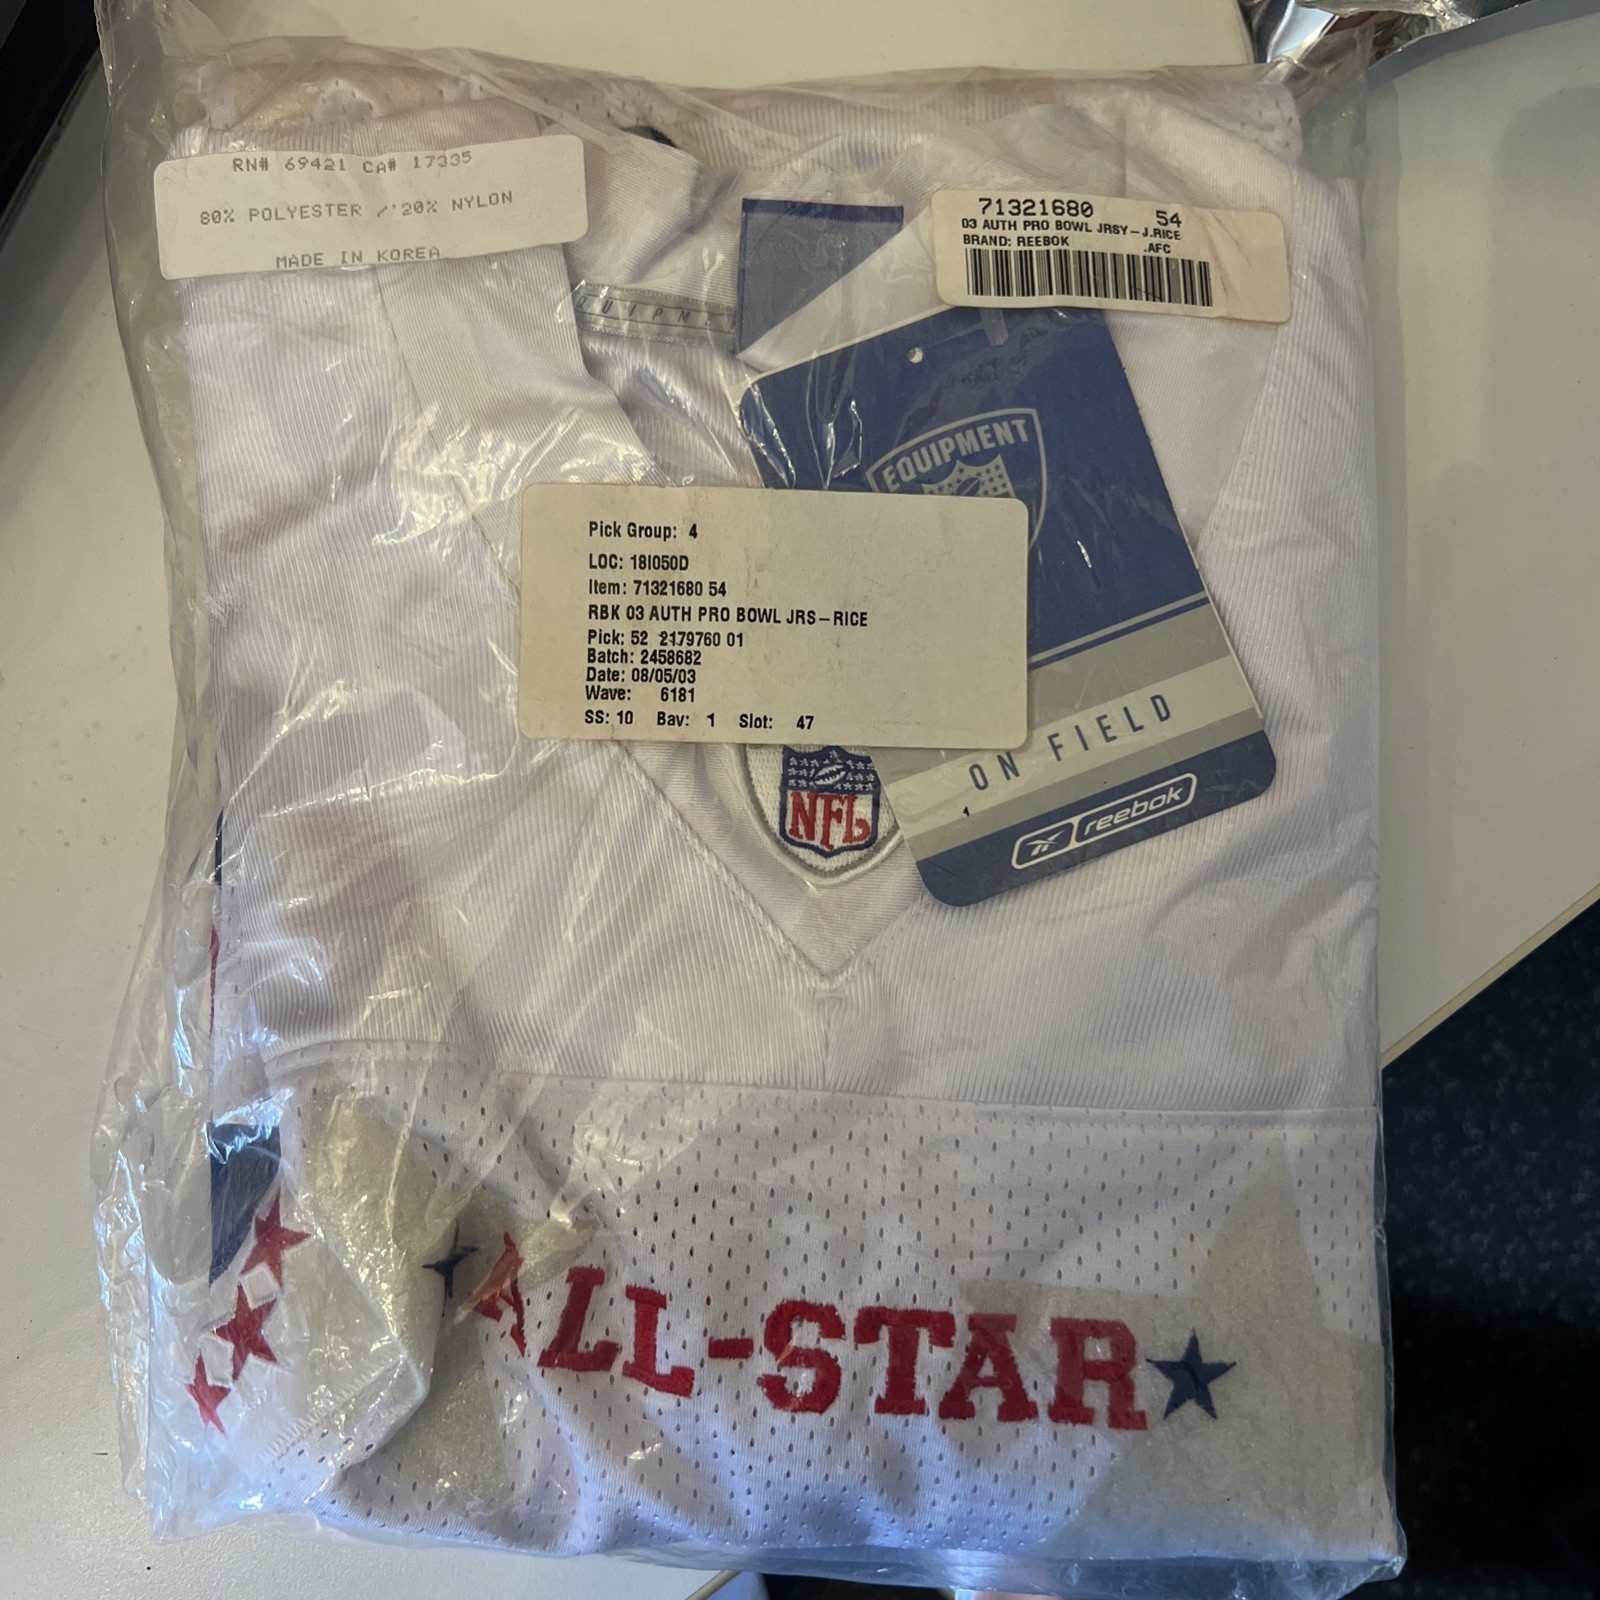 RN# 69421 CA# 17335
80% POLYESTER / 20% NYLON
MADE IN KOREA
71321680 54
03 AUTH PRO BOWL JRSY-J.RICE
BRAND: REEBOK .AFC
EQUIPMENT
Pick Group: 4
LOC: 18I050D
Item: 71321680 54
RBK 03 AUTH PRO BOWL JRS-RICE
Pick: 52 2179760 01
Batch: 2458682
Date: 08/05/03
Wave: 6181
SS: 10 Bay: 1 Slot: 47
ON FIELD
reebok
NFL
ALL-STAR